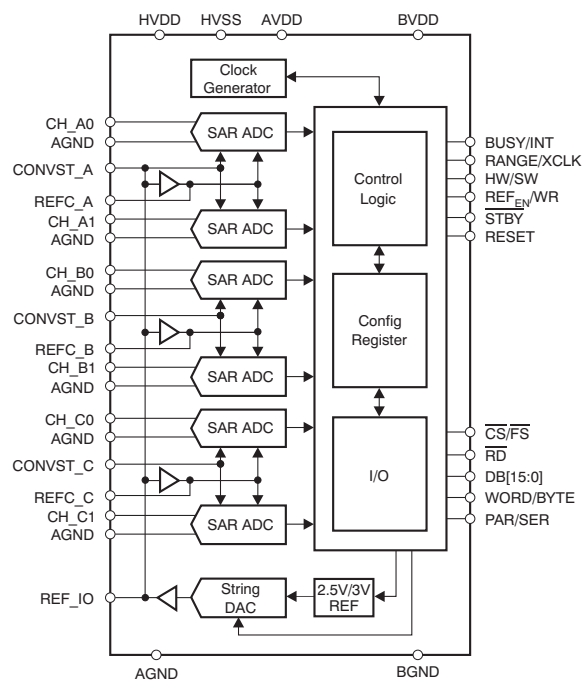 HVDD HVSS AVDD BVDD
Clock
Generator
CH_A0
AGND
SAR ADC
CONVST_A
REFC_A
CH_A1
AGND
SAR ADC
CH_B0
AGND
SAR ADC
CONVST_B
REFC_B
CH_B1
AGND
SAR ADC
CH_C0
AGND
SAR ADC
CONVST_C
REFC_C
CH_C1
AGND
SAR ADC
Control
Logic
Config
Register
I/O
BUSY/INT
RANGE/XCLK
HW/SW
REFEN/WR
STBY
RESET
CS/FS
RD
DB[15:0]
WORD/BYTE
PAR/SER
REF_IO
String
DAC
2.5V/3V
REF
AGND BGND